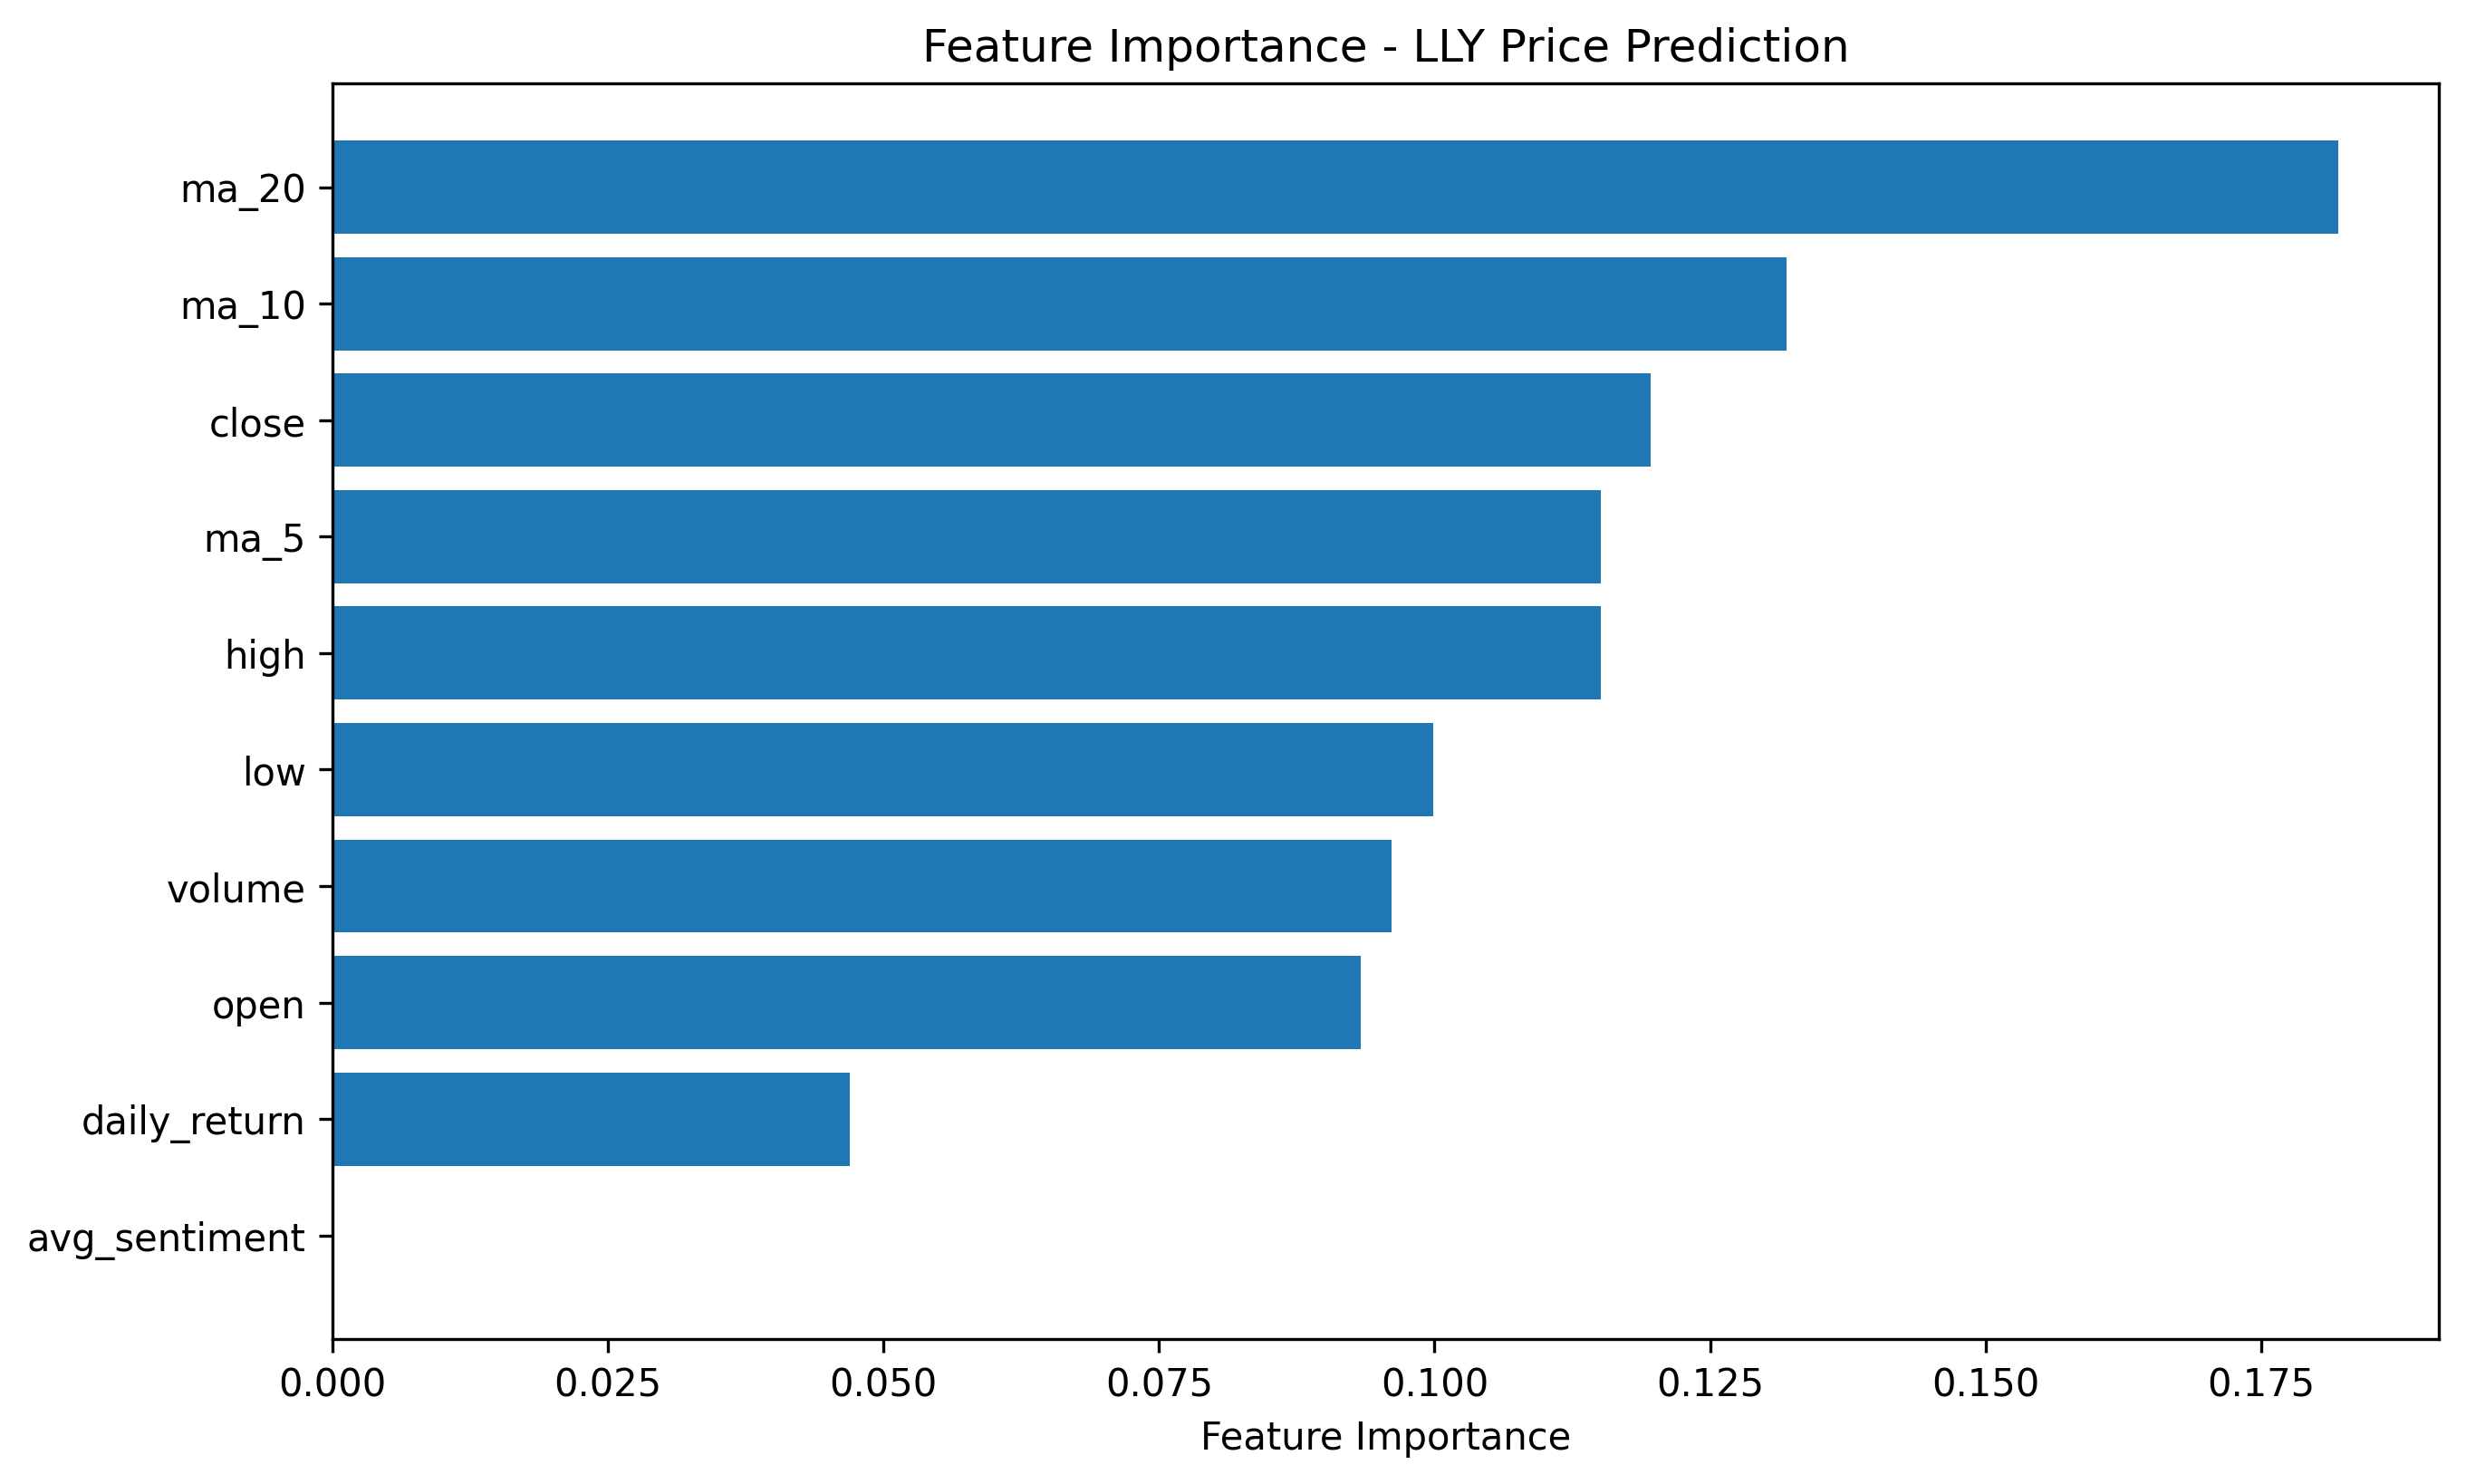 Feature Importance - LLY Price Prediction
ma_20
ma_10
close
ma_5
high
low
volume
open
daily_return
avg_sentiment
0.000 0.025 0.050 0.075 0.100 0.125 0.150 0.175
Feature Importance